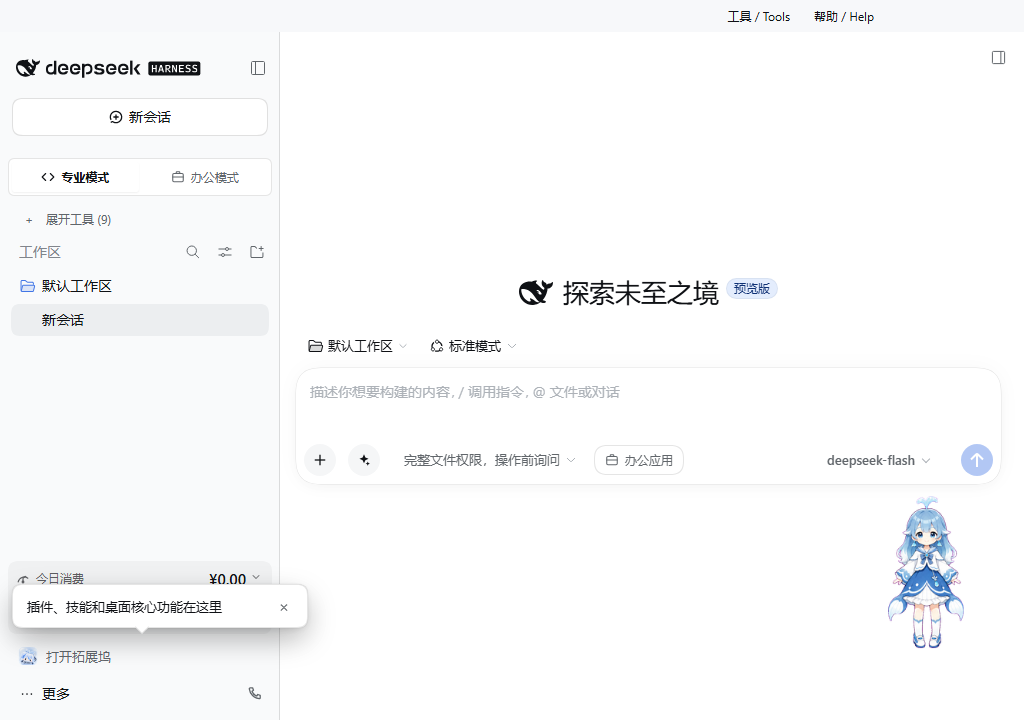 工具 / Tools 帮助 / Help
deepseek HARNESS
新会话
专业模式 办公模式
+ 展开工具 (9)
工作区
默认工作区
新会话
探索未至之境 预览版
默认工作区 标准模式
描述你想要构建的内容, / 调用指令, @ 文件或对话
完整文件权限，操作前询问 办公应用 deepseek-flash
今日消费 ¥0.00
插件、技能和桌面核心功能在这里 ×
打开拓展坞
··· 更多